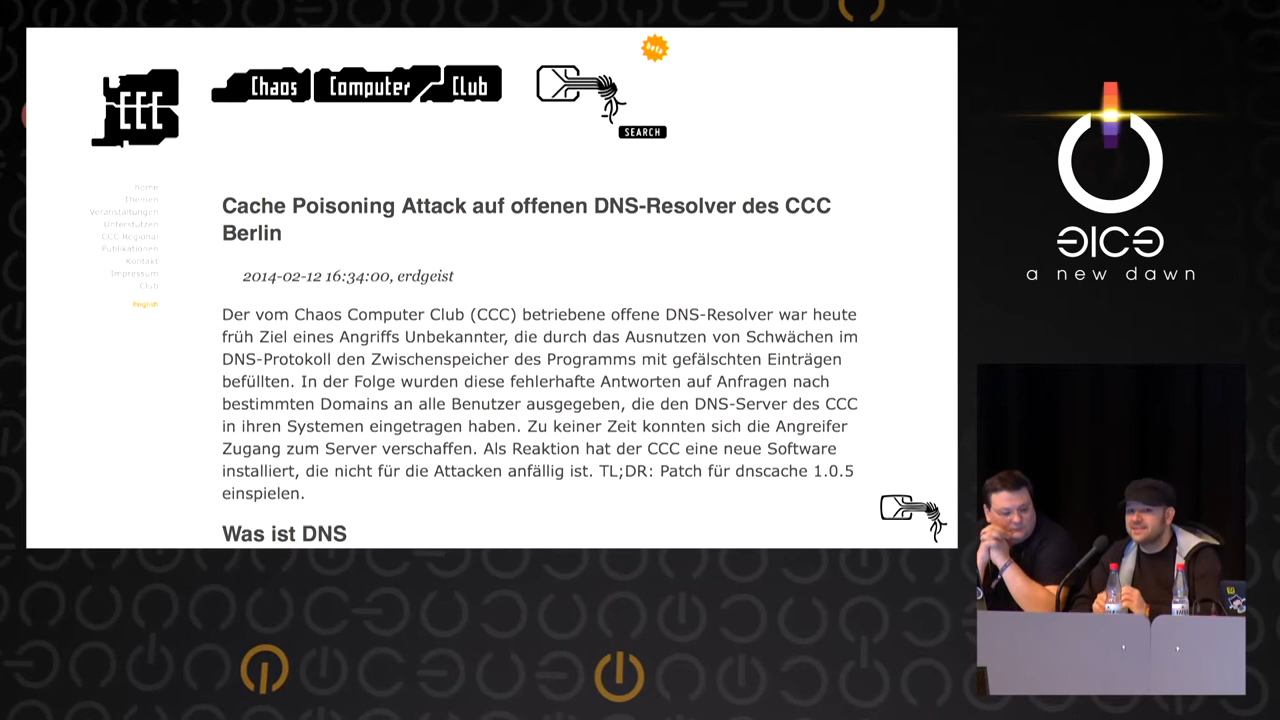 beta
CCC
Chaos Computer Club
SEARCH
home
Themen
Veranstaltungen
Unterstützen
CCC Regional
Publikationen
Kontakt
Impressum
Club
English
Cache Poisoning Attack auf offenen DNS-Resolver des CCC
Berlin
2014-02-12 16:34:00, erdgeist
Der vom Chaos Computer Club (CCC) betriebene offene DNS-Resolver war heute
früh Ziel eines Angriffs Unbekannter, die durch das Ausnutzen von Schwächen im
DNS-Protokoll den Zwischenspeicher des Programms mit gefälschten Einträgen
befüllten. In der Folge wurden diese fehlerhafte Antworten auf Anfragen nach
bestimmten Domains an alle Benutzer ausgegeben, die den DNS-Server des CCC
in ihren Systemen eingetragen haben. Zu keiner Zeit konnten sich die Angreifer
Zugang zum Server verschaffen. Als Reaktion hat der CCC eine neue Software
installiert, die nicht für die Attacken anfällig ist. TL;DR: Patch für dnscache 1.0.5
einspielen.
Was ist DNS
a new dawn